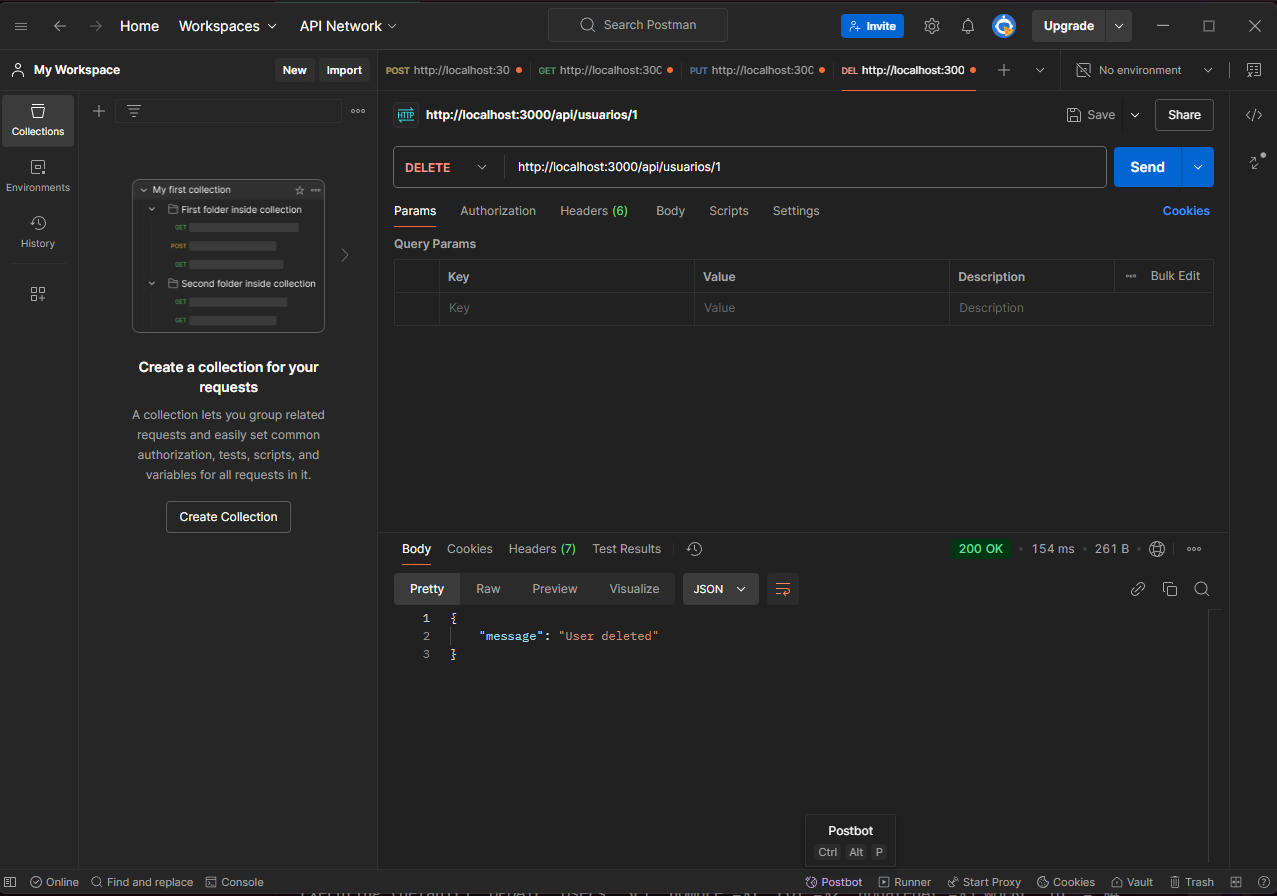 Home Workspaces API Network Search Postman Invite Upgrade
My Workspace New Import POST http://localhost:30 GET http://localhost:300 PUT http://localhost:300 DEL http://localhost:300 No environment
Collections
Environments
History
My first collection
First folder inside collection
GET
POST
GET
Second folder inside collection
GET
GET
Create a collection for your
requests
A collection lets you group related
requests and easily set common
authorization, tests, scripts, and
variables for all requests in it.
Create Collection
HTTP http://localhost:3000/api/usuarios/1 Save Share
DELETE http://localhost:3000/api/usuarios/1 Send
Params Authorization Headers (6) Body Scripts Settings Cookies
Query Params
Key Value Description Bulk Edit
Key Value Description
Body Cookies Headers (7) Test Results 200 OK 154 ms 261 B
Pretty Raw Preview Visualize JSON
1 {
2 "message": "User deleted"
3 }
Postbot
Ctrl Alt P
Online Find and replace Console Postbot Runner Start Proxy Cookies Vault Trash